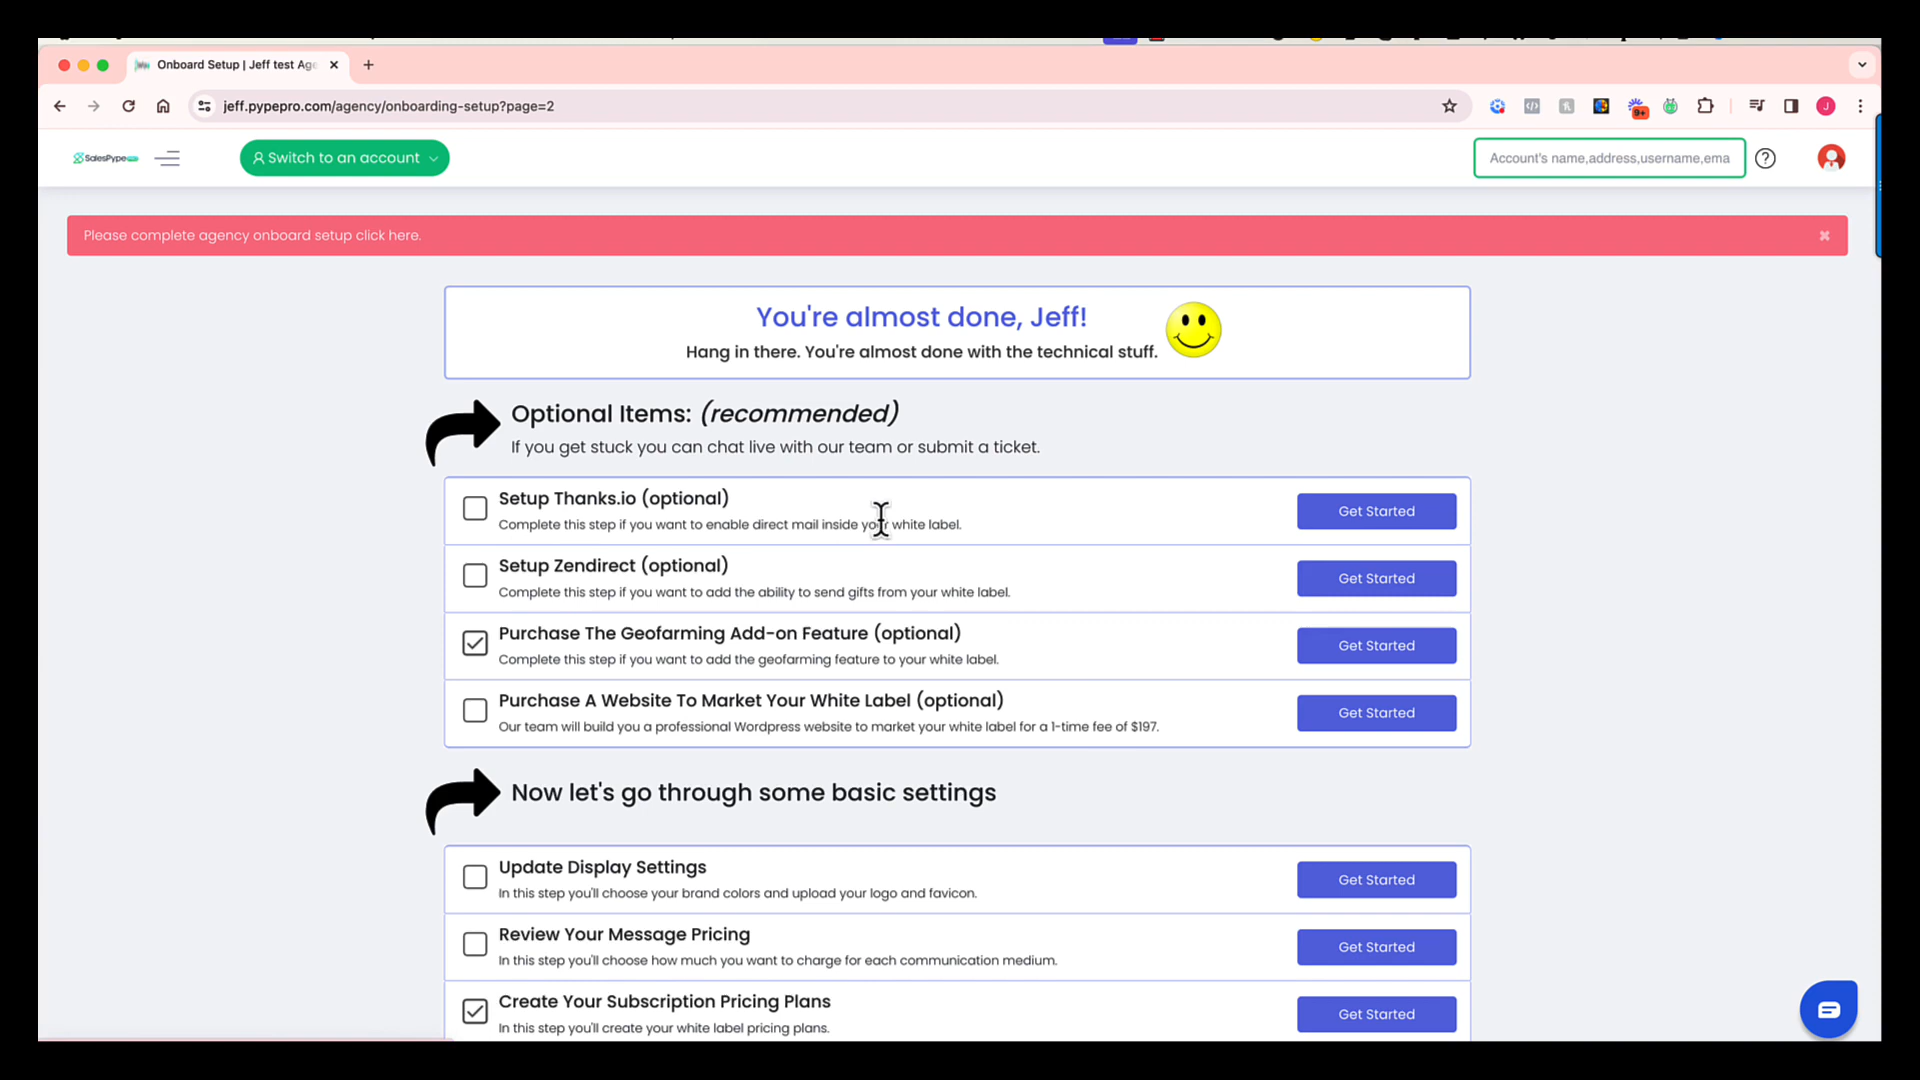 Onboard Setup | Jeff test Age
jeff.pypepro.com/agency/onboarding-setup?page=2
9+
J
SalesPype
Switch to an account
Account's name,address,username,ema
Please complete agency onboard setup click here.
You're almost done, Jeff!
Hang in there. You're almost done with the technical stuff.
Optional Items: (recommended)
If you get stuck you can chat live with our team or submit a ticket.
Setup Thanks.io (optional)
Complete this step if you want to enable direct mail inside your white label.
Get Started
Setup Zendirect (optional)
Complete this step if you want to add the ability to send gifts from your white label.
Get Started
Purchase The Geofarming Add-on Feature (optional)
Complete this step if you want to add the geofarming feature to your white label.
Get Started
Purchase A Website To Market Your White Label (optional)
Our team will build you a professional Wordpress website to market your white label for a 1-time fee of $197.
Get Started
Now let's go through some basic settings
Update Display Settings
In this step you'll choose your brand colors and upload your logo and favicon.
Get Started
Review Your Message Pricing
In this step you'll choose how much you want to charge for each communication medium.
Get Started
Create Your Subscription Pricing Plans
In this step you'll create your white label pricing plans.
Get Started